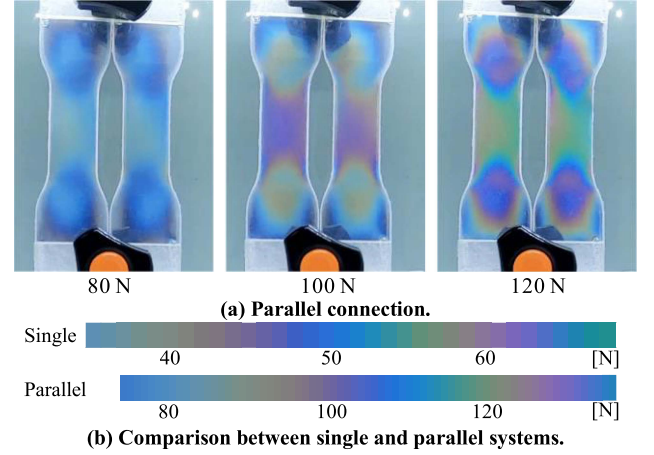 80 N 100 N 120 N
(a) Parallel connection.
Single
40 50 60 [N]
Parallel
80 100 120 [N]
(b) Comparison between single and parallel systems.